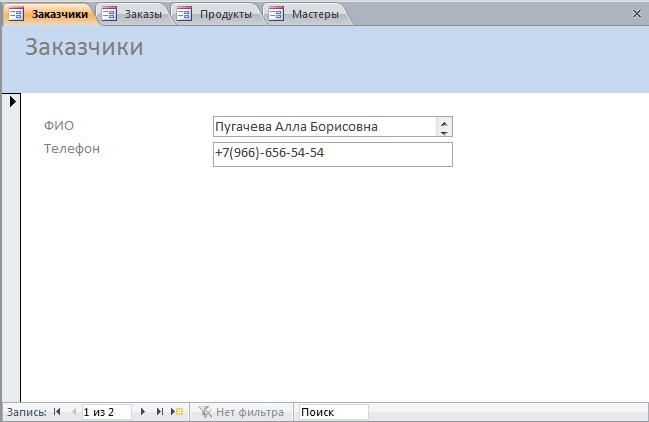 Заказчики Заказы Продукты Мастеры
Заказчики
ФИО Пугачева Алла Борисовна
Телефон +7(966)-656-54-54
Запись: 1 из 2 Нет фильтра Поиск